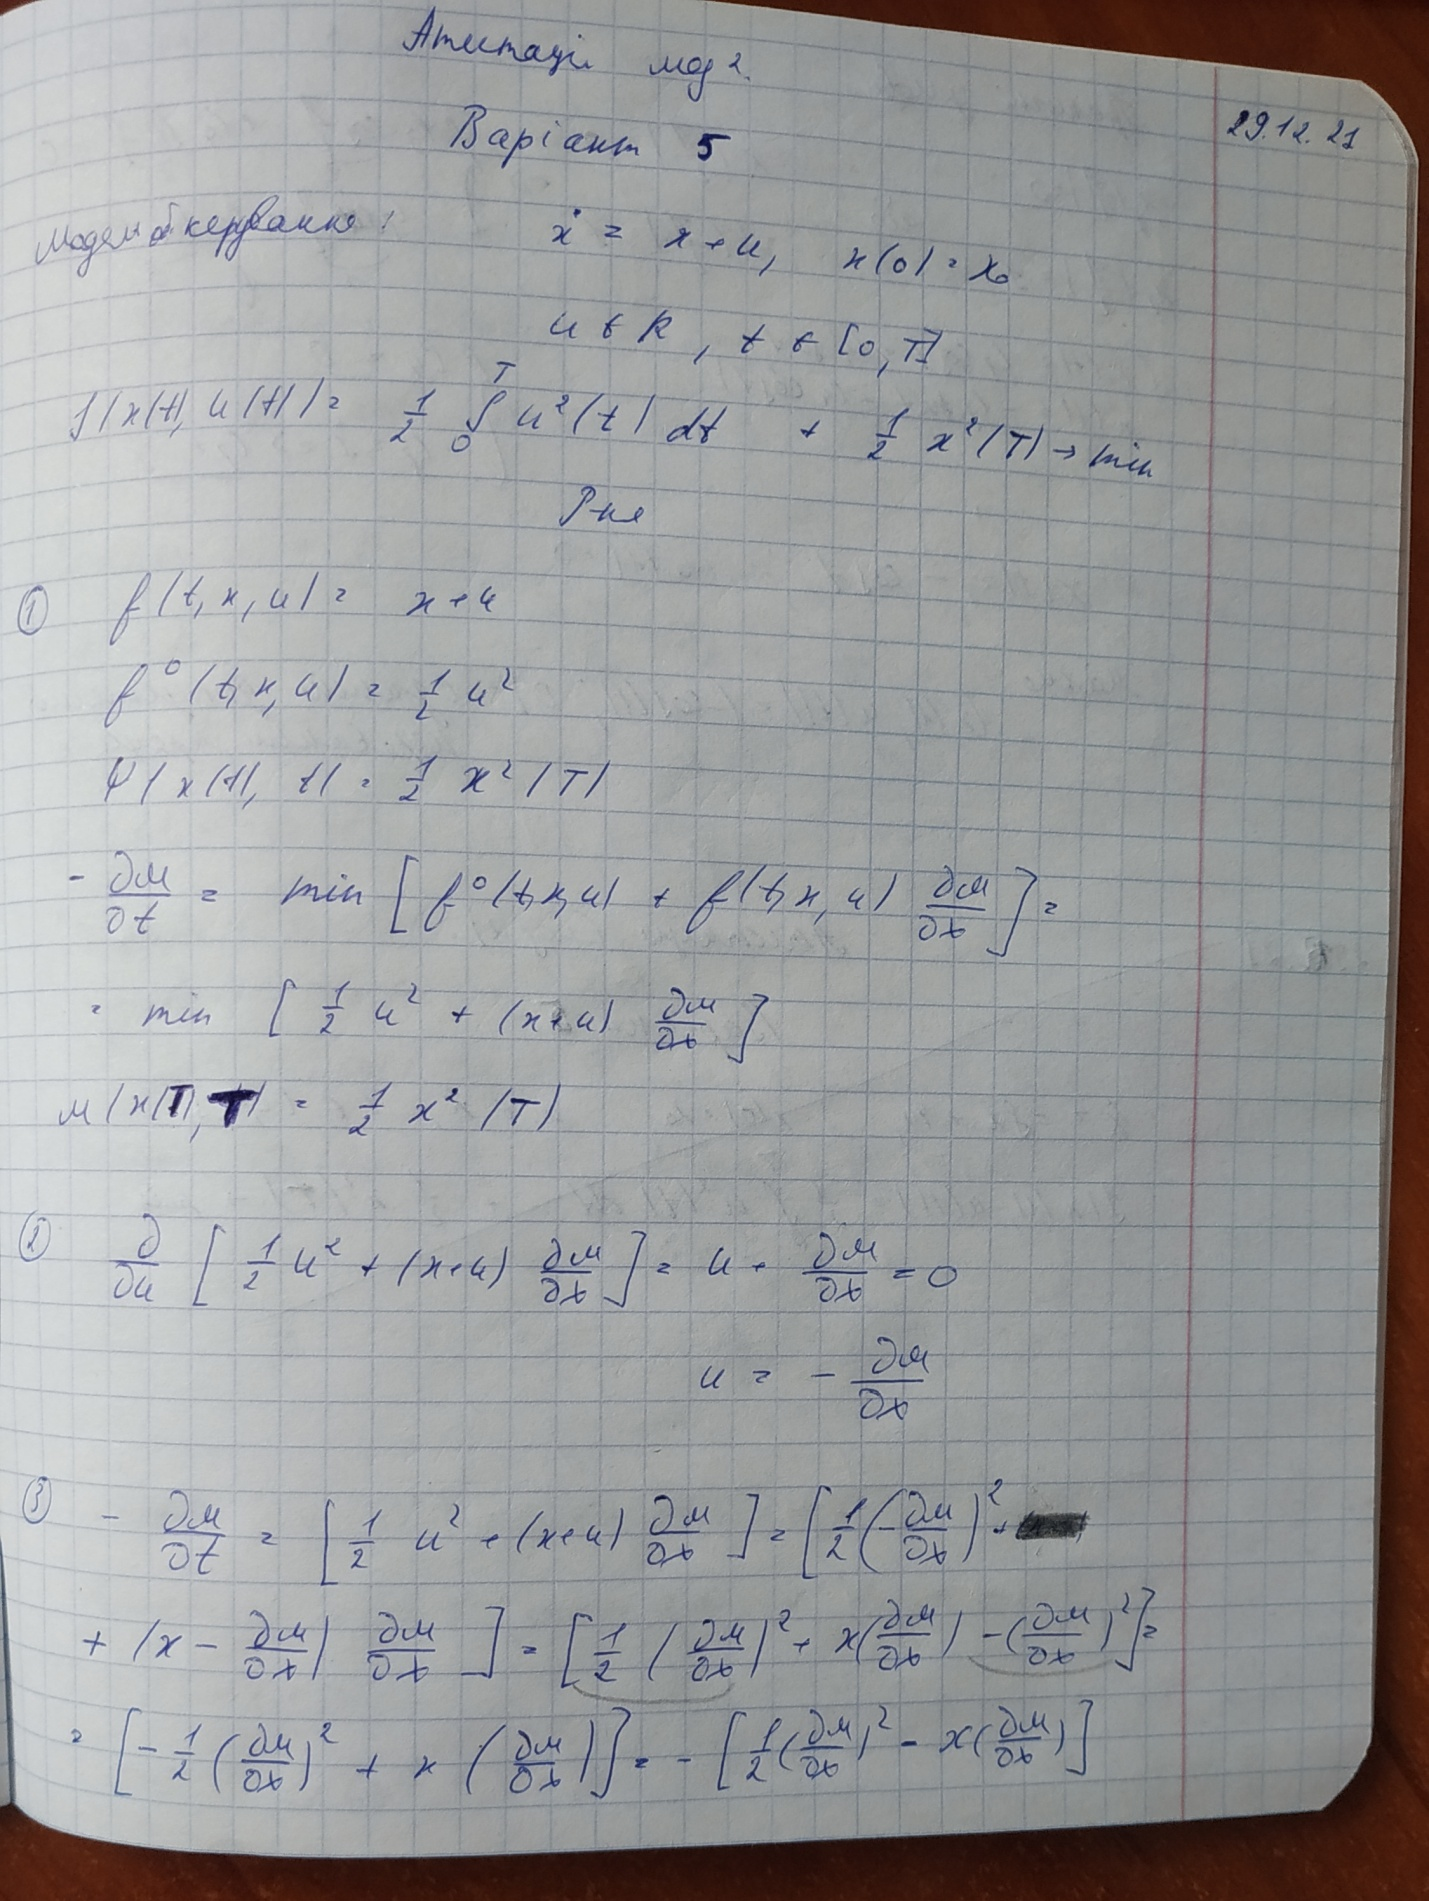 Атестація мод 2.
29.12.21
Варіант 5
Модель об керування: ẋ = x + u, x(0) = x₀
u ∈ R, t ∈ [0, T]
J(x(t), u(t)) = 1/2 ∫₀ᵀ u²(t) dt + 1/2 x²(T) → min
Р-ня
① f(t, x, u) = x + u
f⁰(t, x, u) = 1/2 u²
Ψ(x(t), t) = 1/2 x²(T)
- ∂м/∂t = min [ f⁰(t, x, u) + f(t, x, u) ∂м/∂x ] =
= min [ 1/2 u² + (x+u) ∂м/∂x ]
м(x(T), T) = 1/2 x²(T)
② ∂/∂u [ 1/2 u² + (x+u) ∂м/∂x ] = u + ∂м/∂x = 0
u = - ∂м/∂x
③ - ∂м/∂t = [ 1/2 u² + (x+u) ∂м/∂x ] = [ 1/2 (-∂м/∂x)² +
+ (x - ∂м/∂x) ∂м/∂x ] = [ 1/2 (∂м/∂x)² + x(∂м/∂x) - (∂м/∂x)² ] =
= [ -1/2 (∂м/∂x)² + x (∂м/∂x) ] = - [ 1/2 (∂м/∂x)² - x(∂м/∂x) ]